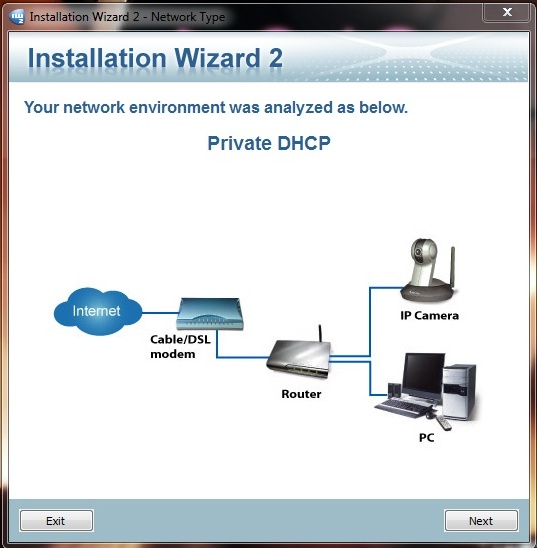 Installation Wizard 2 - Network Type
Installation Wizard 2
Your network environment was analyzed as below.
Private DHCP
Internet
Cable/DSL
modem
Router
IP Camera
PC
Exit
Next